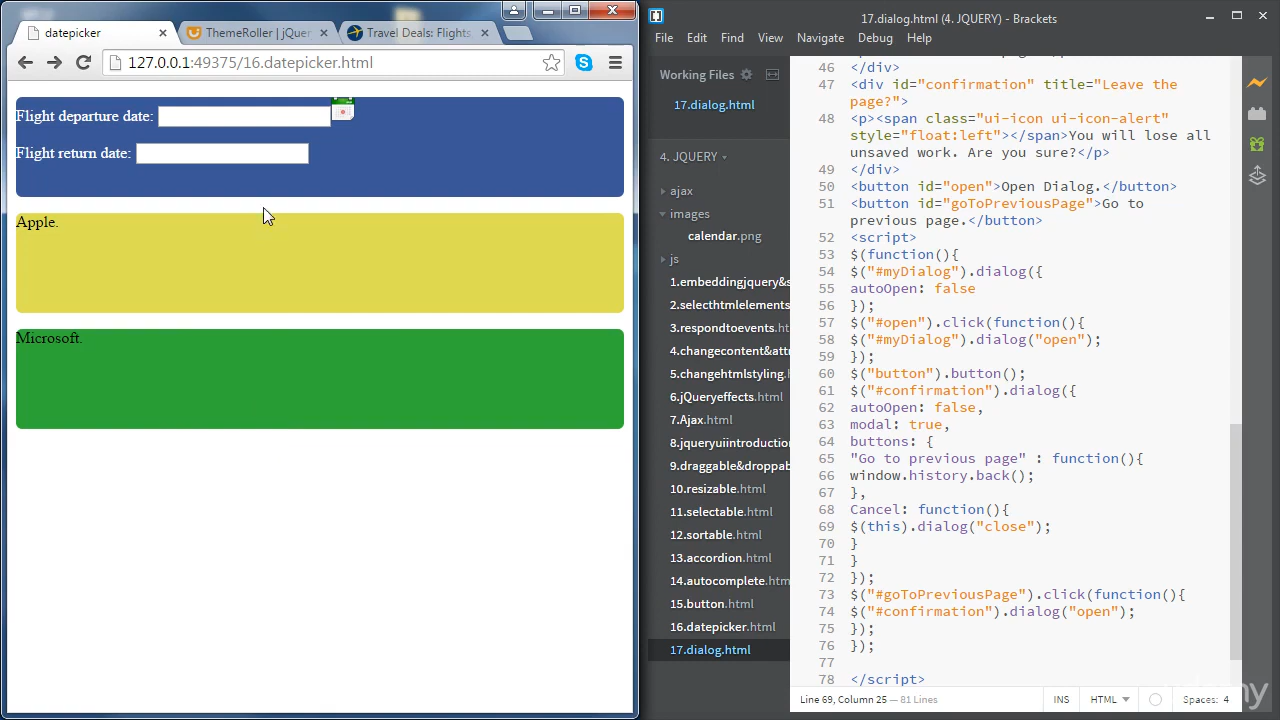 datepicker
ThemeRoller | jQuer
Travel Deals: Flights,
127.0.0.1:49375/16.datepicker.html
Flight departure date:
Flight return date:
Apple.
Microsoft.
17.dialog.html (4. JQUERY) - Brackets
File Edit Find View Navigate Debug Help
Working Files
17.dialog.html
4. JQUERY
ajax
images
calendar.png
js
1.embeddingjquery&s
2.selecthtmlelements
3.respondtoevents.ht
4.changecontent&attr
5.changehtmlstyling.
6.jQueryeffects.html
7.Ajax.html
8.jqueryuiintroduction
9.draggable&droppab
10.resizable.html
11.selectable.html
12.sortable.html
13.accordion.html
14.autocomplete.htm
15.button.html
16.datepicker.html
17.dialog.html
46 </div>
47 <div id="confirmation" title="Leave the
page?">
48 <p><span class="ui-icon ui-icon-alert"
style="float:left"></span>You will lose all
unsaved work. Are you sure?</p>
49 </div>
50 <button id="open">Open Dialog.</button>
51 <button id="goToPreviousPage">Go to
previous page.</button>
52 <script>
53 $(function(){
54 $("#myDialog").dialog({
55 autoOpen: false
56 });
57 $("#open").click(function(){
58 $("#myDialog").dialog("open");
59 });
60 $("button").button();
61 $("#confirmation").dialog({
62 autoOpen: false,
63 modal: true,
64 buttons: {
65 "Go to previous page" : function(){
66 window.history.back();
67 },
68 Cancel: function(){
69 $(this).dialog("close");
70 }
71 }
72 });
73 $("#goToPreviousPage").click(function(){
74 $("#confirmation").dialog("open");
75 });
76 });
77
78 </script>
Line 69, Column 25 — 81 Lines
INS HTML Spaces: 4